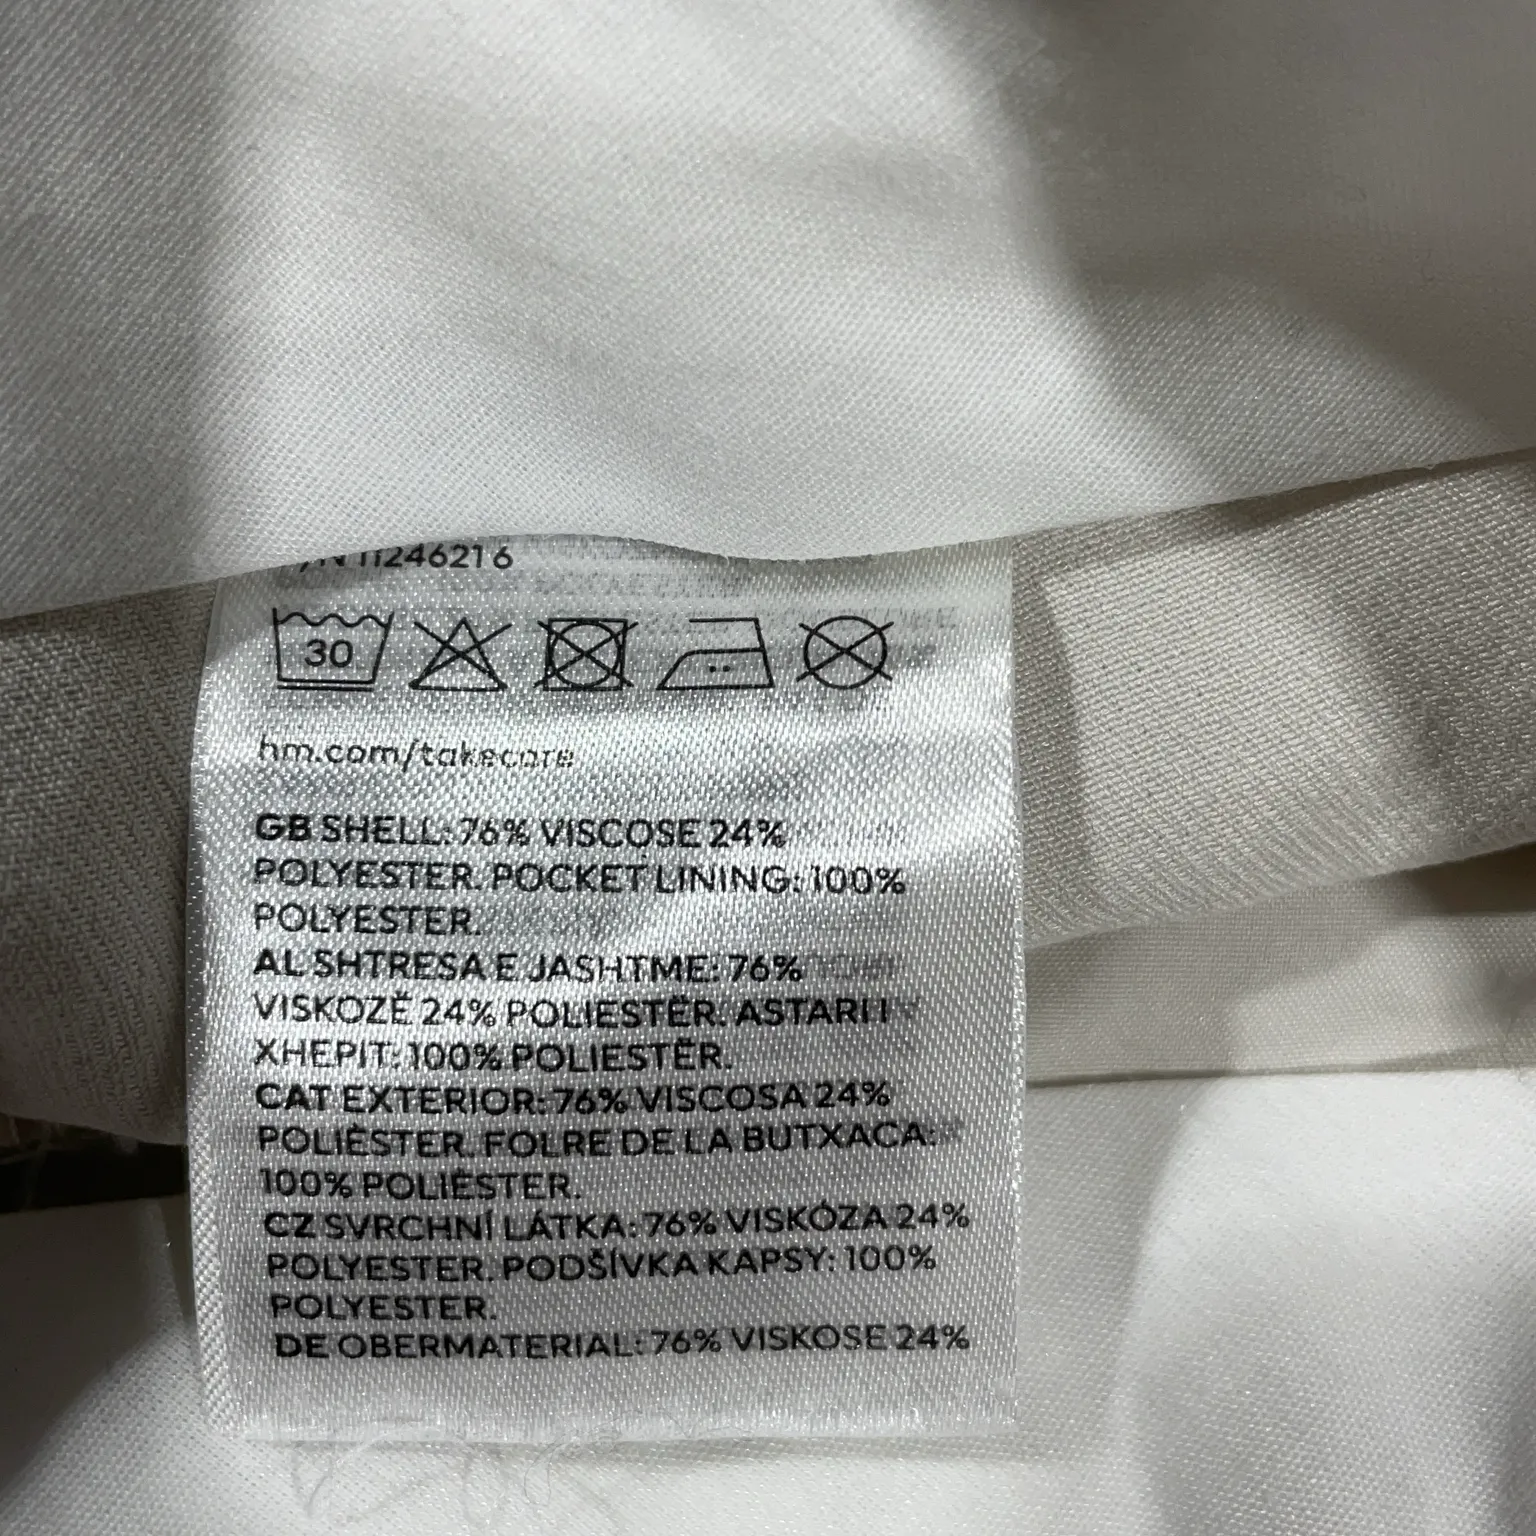 11246216
30
hm.com/takecare
GB SHELL: 76% VISCOSE 24%
POLYESTER. POCKET LINING: 100%
POLYESTER.
AL SHTRESA E JASHTME: 76%
VISKOZË 24% POLIESTËR. ASTARI I
XHEPIT: 100% POLIESTËR.
CAT EXTERIOR: 76% VISCOSA 24%
POLIÈSTER. FOLRE DE LA BUTXACA:
100% POLIÈSTER.
CZ SVRCHNÍ LÁTKA: 76% VISKÓZA 24%
POLYESTER. PODŠÍVKA KAPSY: 100%
POLYESTER.
DE OBERMATERIAL: 76% VISKOSE 24%